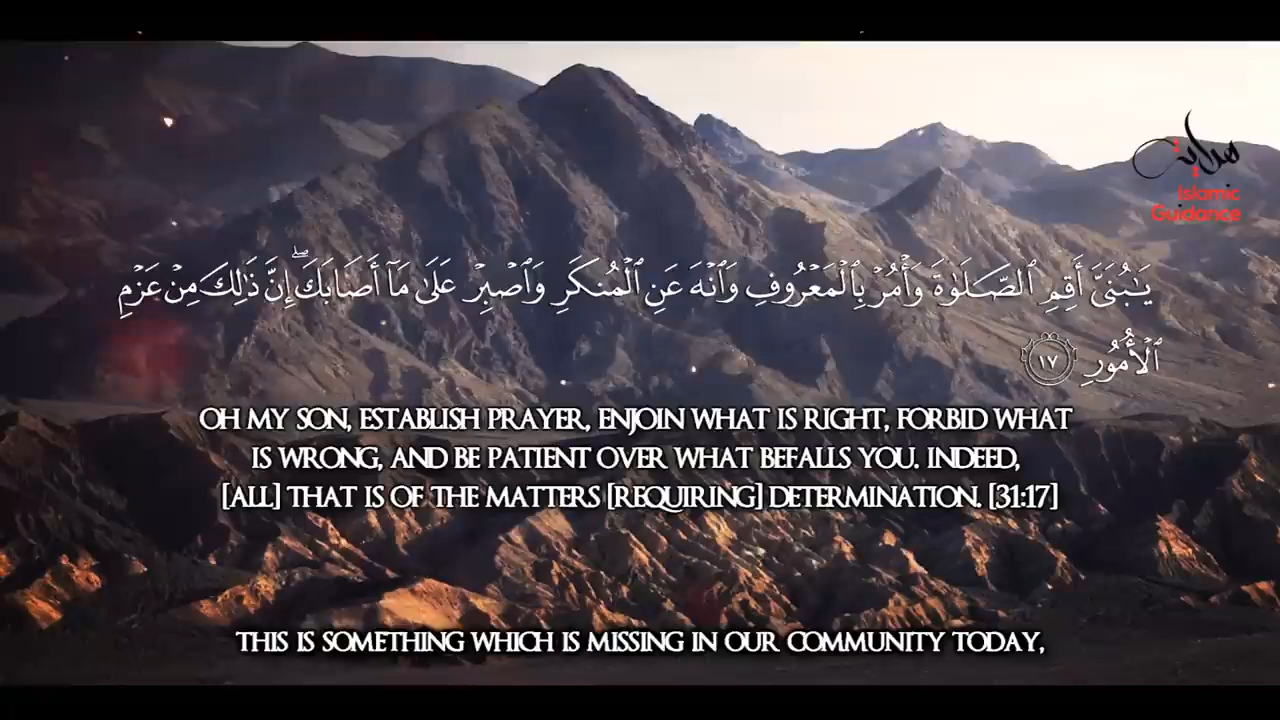 هداية
Islamic
Guidance
يَٰبُنَىَّ أَقِمِ ٱلصَّلَوٰةَ وَأْمُرْ بِٱلْمَعْرُوفِ وَٱنْهَ عَنِ ٱلْمُنكَرِ وَٱصْبِرْ عَلَىٰ مَآ أَصَابَكَ ۖ إِنَّ ذَٰلِكَ مِنْ عَزْمِ
ٱلْأُمُورِ ١٧
OH MY SON, ESTABLISH PRAYER, ENJOIN WHAT IS RIGHT, FORBID WHAT
IS WRONG, AND BE PATIENT OVER WHAT BEFALLS YOU. INDEED,
[ALL] THAT IS OF THE MATTERS [REQUIRING] DETERMINATION. [31:17]
THIS IS SOMETHING WHICH IS MISSING IN OUR COMMUNITY TODAY,